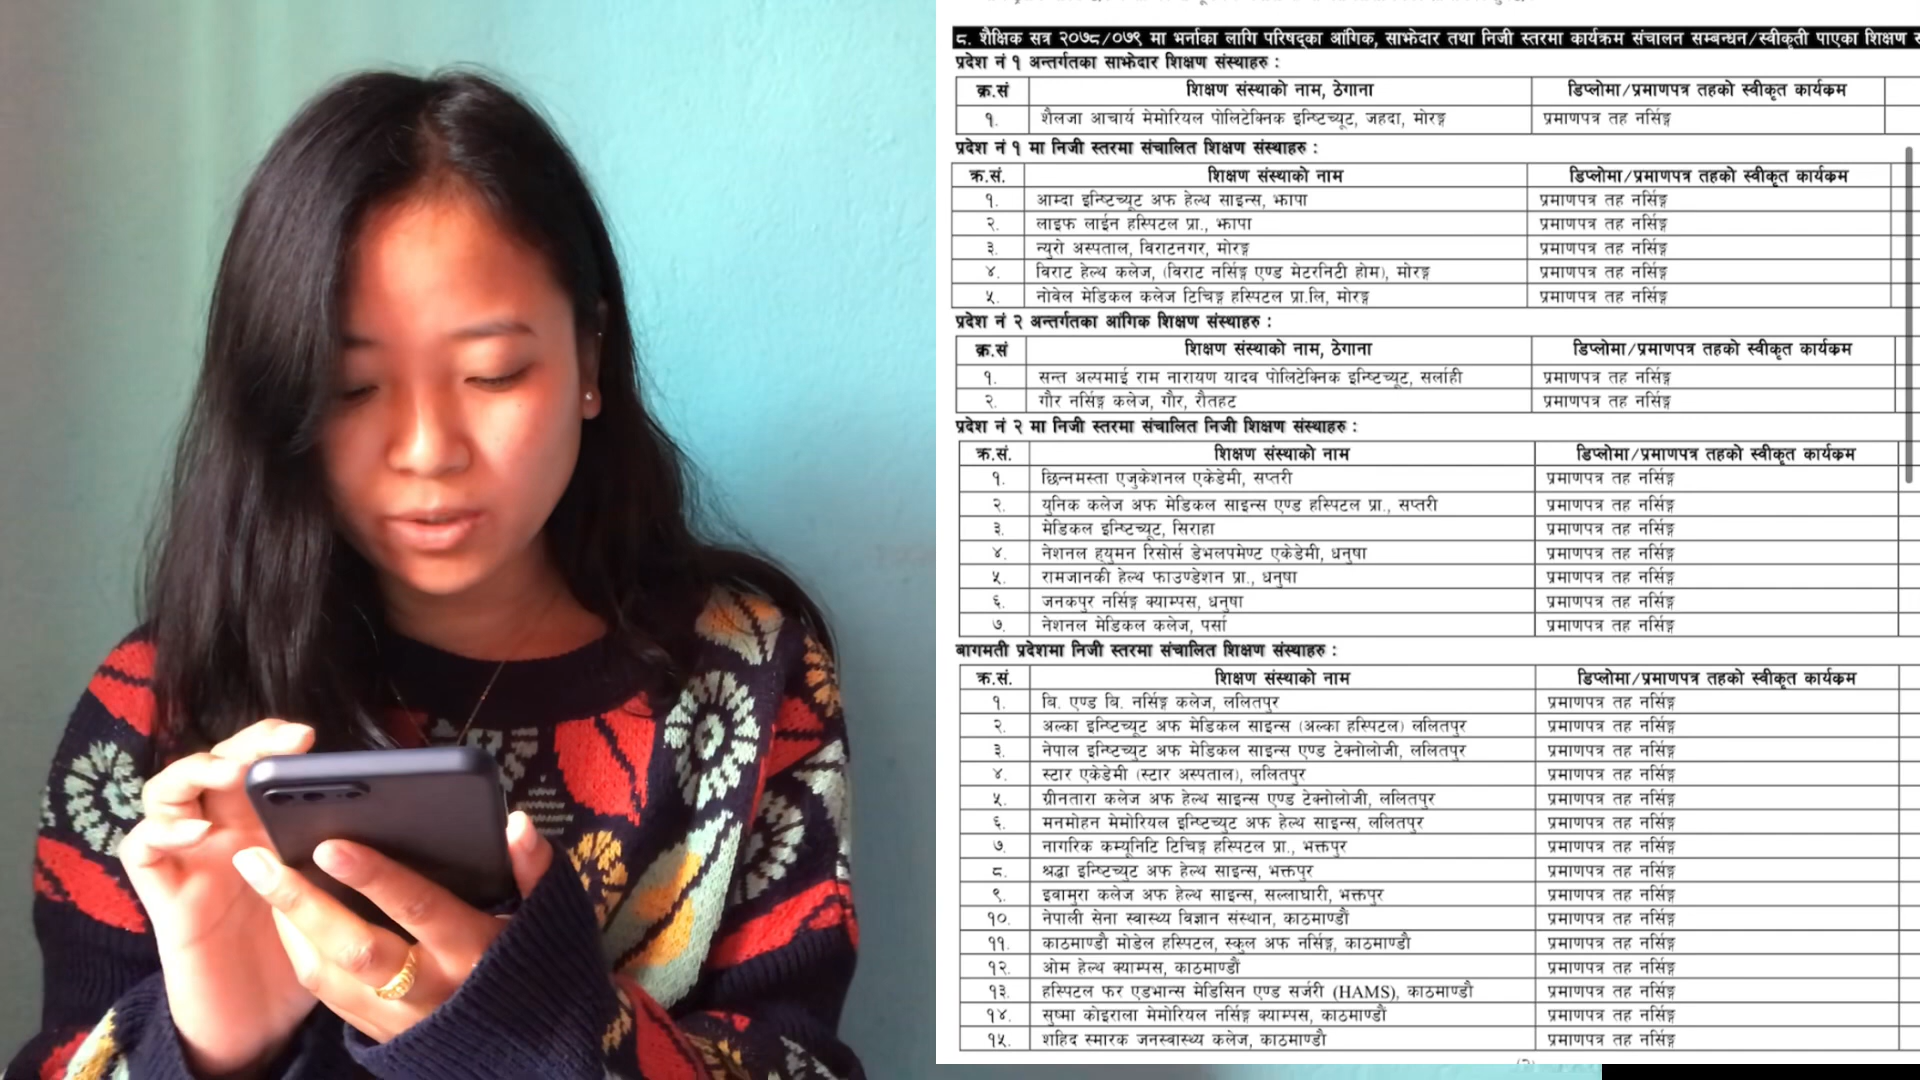 ८. शैक्षिक सत्र २०७८/०७९ मा भर्नाका लागि परिषद्का आंगिक, साझेदार तथा निजी स्तरमा कार्यक्रम संचालन सम्बन्धन/स्वीकृती पाएका शिक्षण
प्रदेश नं १ अन्तर्गतका साझेदार शिक्षण संस्थाहरु :
क्र.सं शिक्षण संस्थाको नाम, ठेगाना डिप्लोमा/प्रमाणपत्र तहको स्वीकृत कार्यक्रम
१. शैलजा आचार्य मेमोरियल पोलिटेक्निक इन्ष्टिच्यूट, जहदा, मोरङ्ग प्रमाणपत्र तह नर्सिङ्ग
प्रदेश नं १ मा निजी स्तरमा संचालित शिक्षण संस्थाहरु :
क्र.सं. शिक्षण संस्थाको नाम डिप्लोमा/प्रमाणपत्र तहको स्वीकृत कार्यक्रम
१. आम्दा इन्ष्टिच्यूट अफ हेल्थ साइन्स, झापा प्रमाणपत्र तह नर्सिङ्ग
२. लाइफ लाईन हस्पिटल प्रा., झापा प्रमाणपत्र तह नर्सिङ्ग
३. न्युरो अस्पताल, विराटनगर, मोरङ्ग प्रमाणपत्र तह नर्सिङ्ग
४. विराट हेल्थ कलेज, (विराट नर्सिङ्ग एण्ड मेटरनिटी होम), मोरङ्ग प्रमाणपत्र तह नर्सिङ्ग
५. नोबेल मेडिकल कलेज टिचिङ्ग हस्पिटल प्रा.लि, मोरङ्ग प्रमाणपत्र तह नर्सिङ्ग
प्रदेश नं २ अन्तर्गतका आंगिक शिक्षण संस्थाहरु :
क्र.सं शिक्षण संस्थाको नाम, ठेगाना डिप्लोमा/प्रमाणपत्र तहको स्वीकृत कार्यक्रम
१. सन्त अल्पमाई राम नारायण यादव पोलिटेक्निक इन्ष्टिच्यूट, सर्लाही प्रमाणपत्र तह नर्सिङ्ग
२. गौर नर्सिङ्ग कलेज, गौर, रौतहट प्रमाणपत्र तह नर्सिङ्ग
प्रदेश नं २ मा निजी स्तरमा संचालित निजी शिक्षण संस्थाहरु :
क्र.सं. शिक्षण संस्थाको नाम डिप्लोमा/प्रमाणपत्र तहको स्वीकृत कार्यक्रम
१. छिन्नमस्ता एजुकेशनल एकेडेमी, सप्तरी प्रमाणपत्र तह नर्सिङ्ग
२. युनिक कलेज अफ मेडिकल साइन्स एण्ड हस्पिटल प्रा., सप्तरी प्रमाणपत्र तह नर्सिङ्ग
३. मेडिकल इन्ष्टिच्यूट, सिराहा प्रमाणपत्र तह नर्सिङ्ग
४. नेशनल ह्युमन रिसोर्स डेभलपमेण्ट एकेडेमी, धनुषा प्रमाणपत्र तह नर्सिङ्ग
५. रामजानकी हेल्थ फाउण्डेशन प्रा., धनुषा प्रमाणपत्र तह नर्सिङ्ग
६. जनकपुर नर्सिङ्ग क्याम्पस, धनुषा प्रमाणपत्र तह नर्सिङ्ग
७. नेशनल मेडिकल कलेज, पर्सा प्रमाणपत्र तह नर्सिङ्ग
बागमती प्रदेशमा निजी स्तरमा संचालित शिक्षण संस्थाहरु :
क्र.सं. शिक्षण संस्थाको नाम डिप्लोमा/प्रमाणपत्र तहको स्वीकृत कार्यक्रम
१. बि. एण्ड बि. नर्सिङ्ग कलेज, ललितपुर प्रमाणपत्र तह नर्सिङ्ग
२. अल्का इन्ष्टिच्यूट अफ मेडिकल साइन्स (अल्का हस्पिटल) ललितपुर प्रमाणपत्र तह नर्सिङ्ग
३. नेपाल इन्ष्टिच्युट अफ मेडिकल साइन्स एण्ड टेक्नोलोजी, ललितपुर प्रमाणपत्र तह नर्सिङ्ग
४. स्टार एकेडेमी (स्टार अस्पताल), ललितपुर प्रमाणपत्र तह नर्सिङ्ग
५. ग्रीनतारा कलेज अफ हेल्थ साइन्स एण्ड टेक्नोलोजी, ललितपुर प्रमाणपत्र तह नर्सिङ्ग
६. मनमोहन मेमोरियल इन्ष्टिच्युट अफ हेल्थ साइन्स, ललितपुर प्रमाणपत्र तह नर्सिङ्ग
७. नागरिक कम्यूनिटि टिचिङ्ग हस्पिटल प्रा., भक्तपुर प्रमाणपत्र तह नर्सिङ्ग
८. श्रद्धा इन्ष्टिच्युट अफ हेल्थ साइन्स, भक्तपुर प्रमाणपत्र तह नर्सिङ्ग
९. इवामुरा कलेज अफ हेल्थ साइन्स, सल्लाघारी, भक्तपुर प्रमाणपत्र तह नर्सिङ्ग
१०. नेपाली सेना स्वास्थ्य विज्ञान संस्थान, काठमाण्डौं प्रमाणपत्र तह नर्सिङ्ग
११. काठमाण्डौ मोडेल हस्पिटल, स्कुल अफ नर्सिङ्ग, काठमाण्डौ प्रमाणपत्र तह नर्सिङ्ग
१२. ओम हेल्थ क्याम्पस, काठमाण्डौं प्रमाणपत्र तह नर्सिङ्ग
१३. हस्पिटल फर एडभान्स मेडिसिन एण्ड सर्जरी (HAMS), काठमाण्डौ प्रमाणपत्र तह नर्सिङ्ग
१४. सुष्मा कोइराला मेमोरियल नर्सिङ्ग क्याम्पस, काठमाण्डौं प्रमाणपत्र तह नर्सिङ्ग
१५. शहिद स्मारक जनस्वास्थ्य कलेज, काठमाण्डौ प्रमाणपत्र तह नर्सिङ्ग